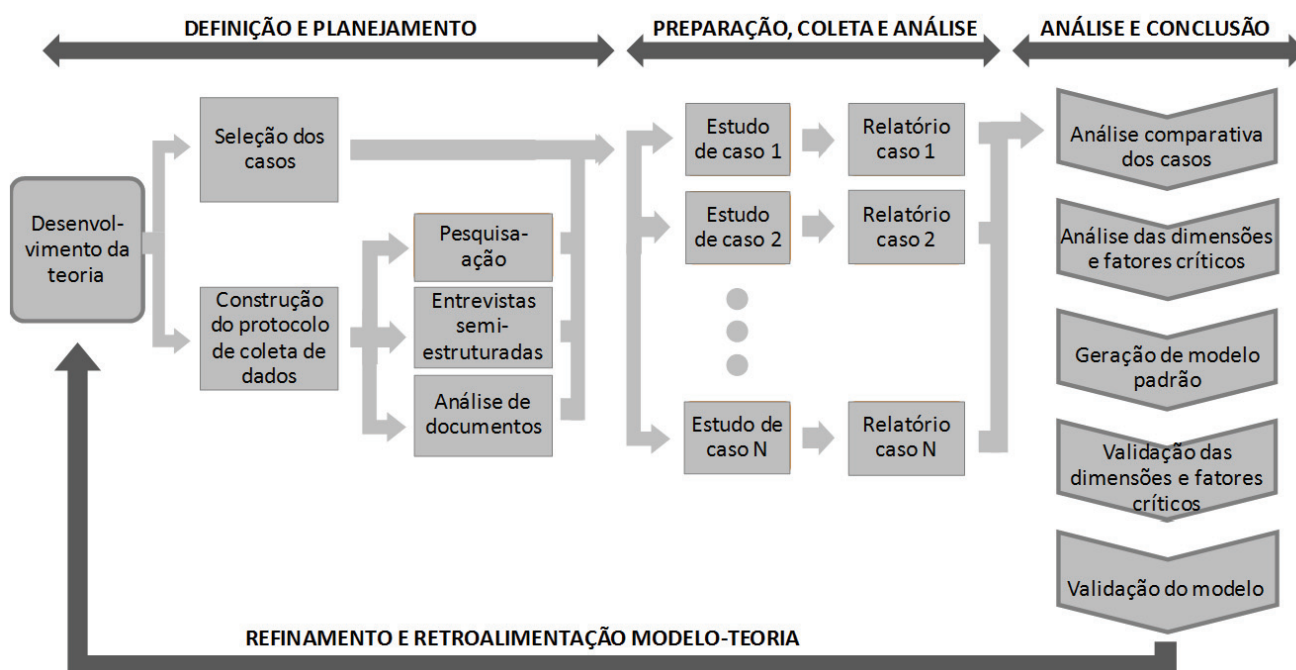 DEFINIÇÃO E PLANEJAMENTO
PREPARAÇÃO, COLETA E ANÁLISE
ANÁLISE E CONCLUSÃO
Desenvol-
vimento da
teoria
Seleção dos
casos
Construção
do protocolo
de coleta de
dados
Pesquisa-
ação
Entrevistas
semi-
estruturadas
Análise de
documentos
Estudo
de caso 1
Relatório
caso 1
Estudo
de caso 2
Relatório
caso 2
Estudo de
caso N
Relatório
caso N
Análise comparativa
dos casos
Análise das dimensões
e fatores críticos
Geração de modelo
padrão
Validação das
dimensões e fatores
críticos
Validação do modelo
REFINAMENTO E RETROALIMENTAÇÃO MODELO-TEORIA